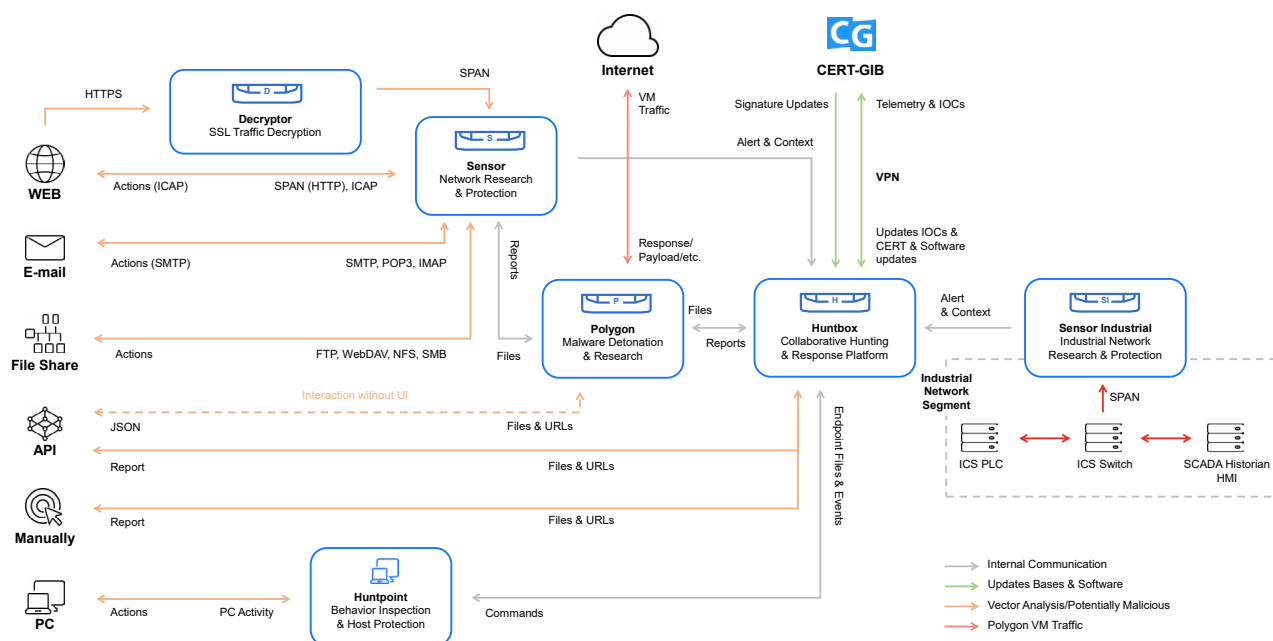 CG
Internet
CERT-GIB
HTTPS
SPAN
D
Decryptor
SSL Traffic Decryption
VM
Traffic
Signature Updates
Telemetry & IOCs
S
Sensor
Network Research
& Protection
Alert & Context
WEB
Actions (ICAP)
SPAN (HTTP), ICAP
VPN
E-mail
Actions (SMTP)
SMTP, POP3, IMAP
Reports
Response/
Payload/etc.
Updates IOCs &
CERT & Software
updates
P
Polygon
Malware Detonation
& Research
H
Huntbox
Collaborative Hunting
& Response Platform
SI
Sensor Industrial
Industrial Network
Research & Protection
Files
Reports
Alert
& Context
File Share
Actions
FTP, WebDAV, NFS, SMB
Files
Industrial
Network
Segment
SPAN
Interaction without UI
API
JSON
Files & URLs
Report
Files & URLs
Endpoint Files & Events
ICS PLC
ICS Switch
SCADA Historian
HMI
Manually
Report
Files & URLs
Huntpoint
Behavior Inspection
& Host Protection
PC
Actions
PC Activity
Commands
Internal Communication
Updates Bases & Software
Vector Analysis/Potentially Malicious
Polygon VM Traffic